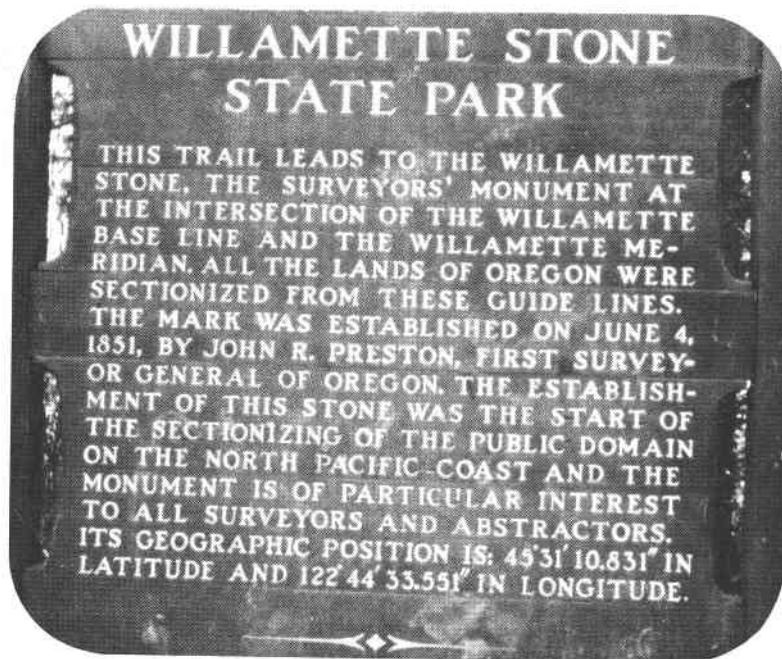 WILLAMETTE STONE
STATE PARK
THIS TRAIL LEADS TO THE WILLAMETTE
STONE, THE SURVEYORS' MONUMENT AT
THE INTERSECTION OF THE WILLAMETTE
BASE LINE AND THE WILLAMETTE ME-
RIDIAN. ALL THE LANDS OF OREGON WERE
SECTIONIZED FROM THESE GUIDE LINES.
THE MARK WAS ESTABLISHED ON JUNE 4,
1851, BY JOHN R. PRESTON, FIRST SURVEY-
OR GENERAL OF OREGON. THE ESTABLISH-
MENT OF THIS STONE WAS THE START OF
THE SECTIONIZING OF THE PUBLIC DOMAIN
ON THE NORTH PACIFIC COAST AND THE
MONUMENT IS OF PARTICULAR INTEREST
TO ALL SURVEYORS AND ABSTRACTORS.
ITS GEOGRAPHIC POSITION IS: 45°31'10.831" IN
LATITUDE AND 122°44'33.551" IN LONGITUDE.